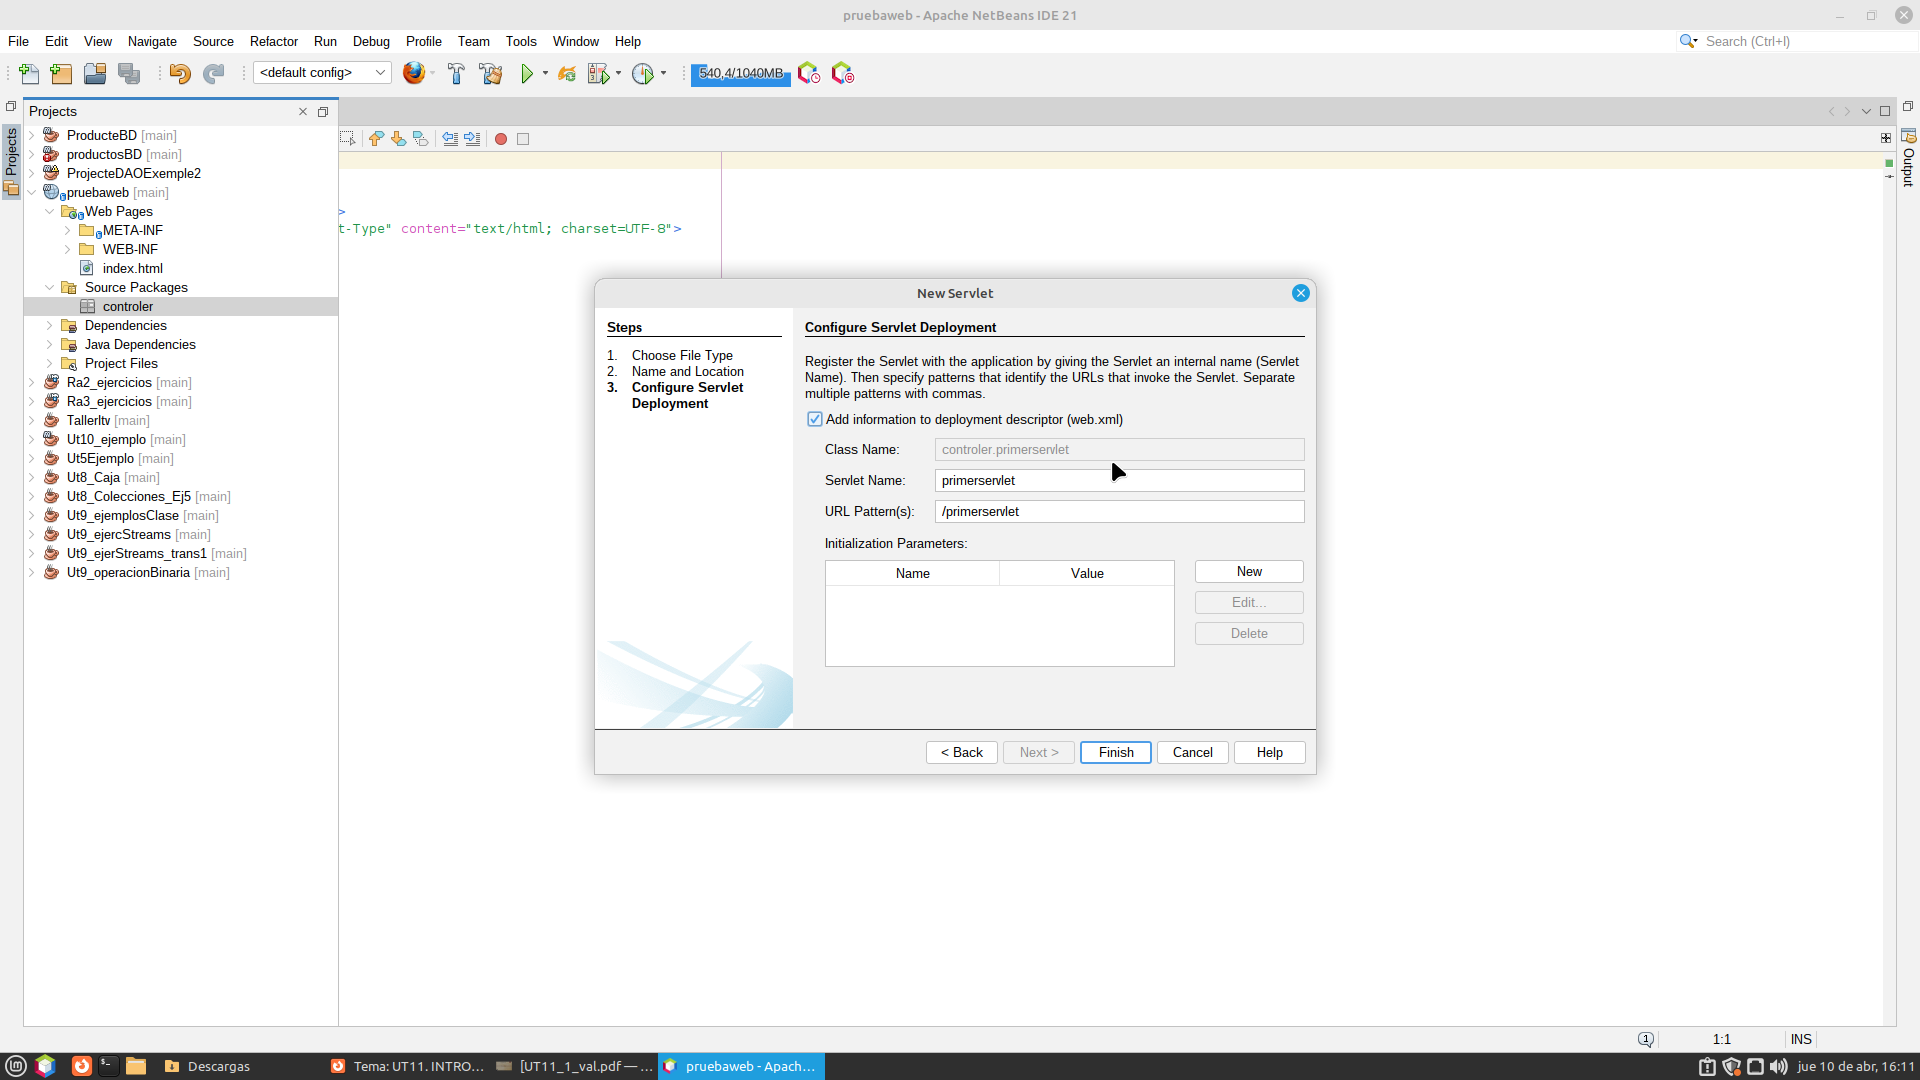 pruebaweb - Apache NetBeans IDE 21
File Edit View Navigate Source Refactor Run Debug Profile Team Tools Window Help
Search (Ctrl+I)
<default config>
540,4/1040MB
Projects
Projects
Output
ProducteBD [main]
productosBD [main]
ProjecteDAOExemple2
pruebaweb [main]
Web Pages
META-INF
WEB-INF
index.html
Source Packages
controler
Dependencies
Java Dependencies
Project Files
Ra2_ejercicios [main]
Ra3_ejercicios [main]
TallerItv [main]
Ut10_ejemplo [main]
Ut5Ejemplo [main]
Ut8_Caja [main]
Ut8_Colecciones_Ej5 [main]
Ut9_ejemplosClase [main]
Ut9_ejercStreams [main]
Ut9_ejerStreams_trans1 [main]
Ut9_operacionBinaria [main]
>
t-Type" content="text/html; charset=UTF-8">
New Servlet
Steps
1. Choose File Type
2. Name and Location
3. Configure Servlet
Deployment
Configure Servlet Deployment
Register the Servlet with the application by giving the Servlet an internal name (Servlet
Name). Then specify patterns that identify the URLs that invoke the Servlet. Separate
multiple patterns with commas.
Add information to deployment descriptor (web.xml)
Class Name: controler.primerservlet
Servlet Name: primerservlet
URL Pattern(s): /primerservlet
Initialization Parameters:
Name Value
New
Edit...
Delete
< Back Next > Finish Cancel Help
1 1:1 INS
Descargas
Tema: UT11. INTRO...
[UT11_1_val.pdf — ...
pruebaweb - Apach...
jue 10 de abr, 16:11